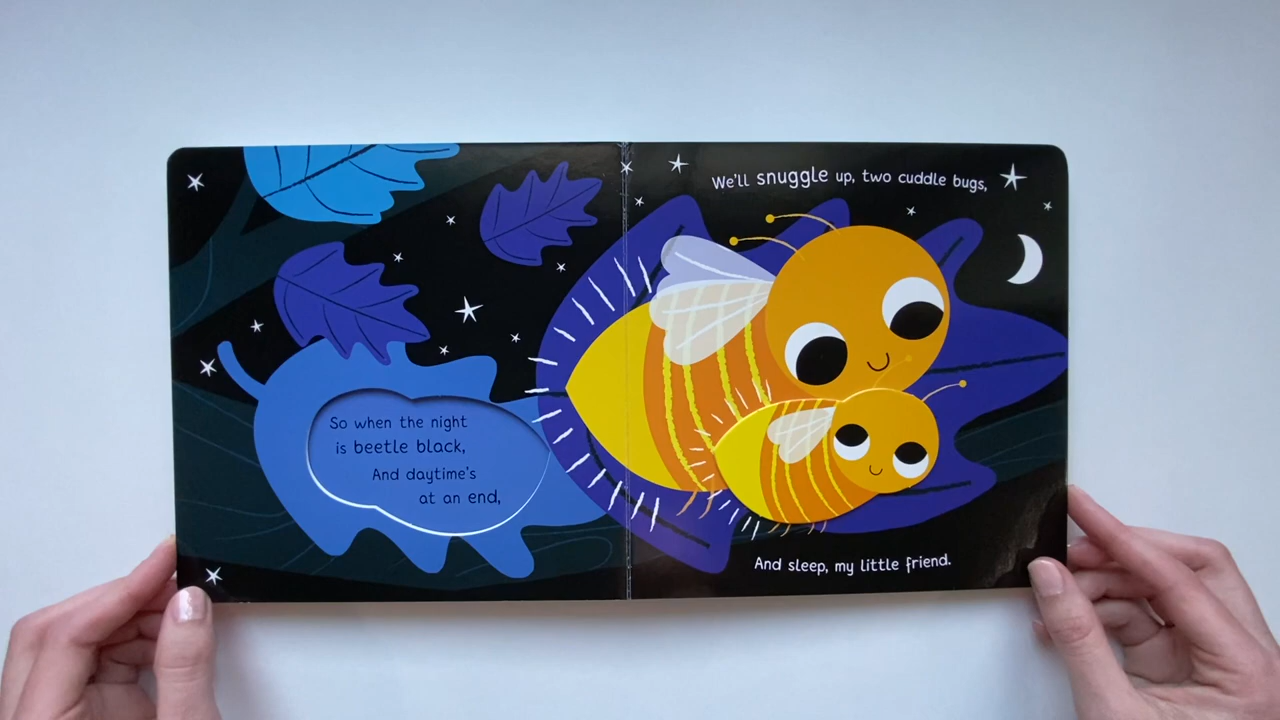 So when the night
is beetle black,
And daytime's
at an end,
We'll snuggle up, two cuddle bugs,
And sleep, my little friend.